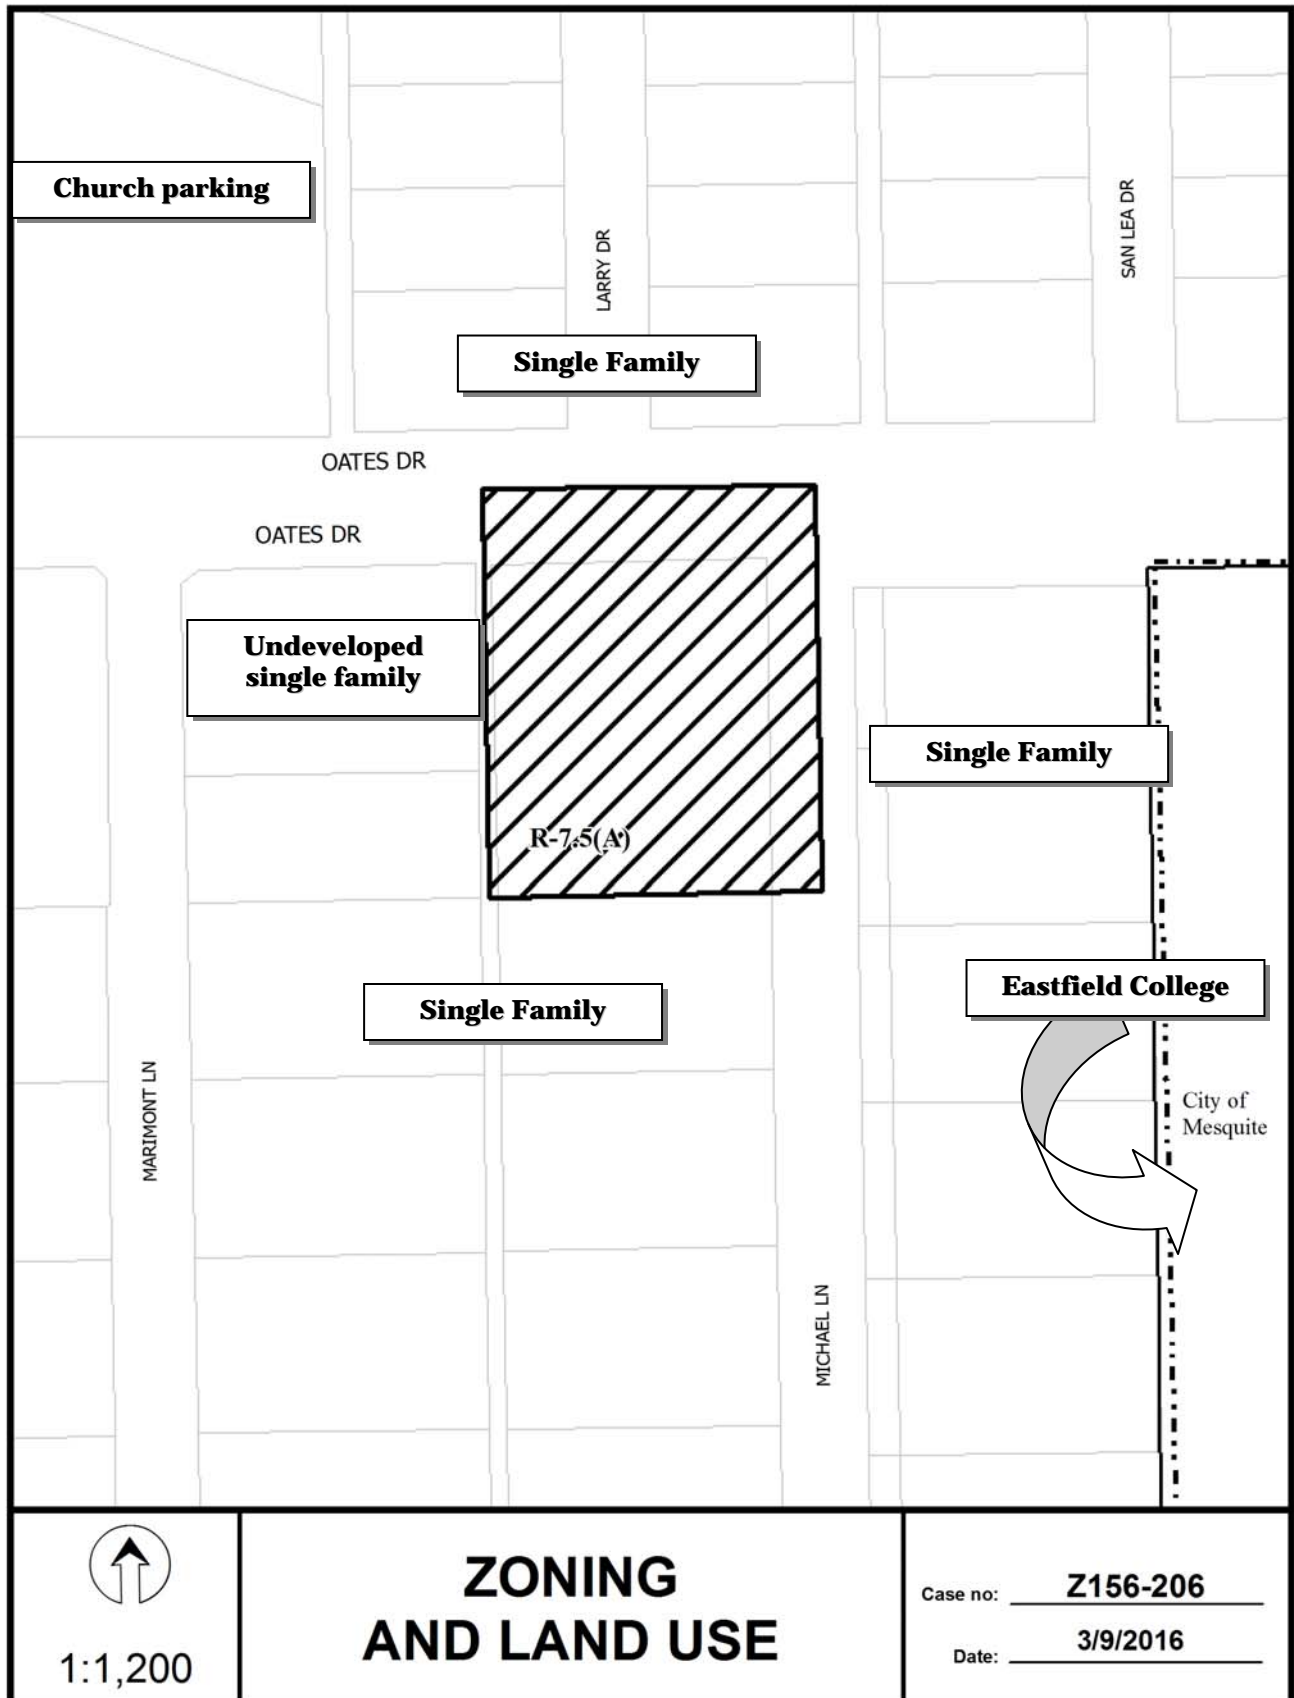 Church parking
LARRY DR
SAN LEA DR
Single Family
OATES DR
OATES DR
Undeveloped
single family
Single Family
R-7.5(A)
Eastfield College
Single Family
City of
Mesquite
MARIMONT LN
MICHAEL LN
1:1,200
ZONING
AND LAND USE
Case no: Z156-206
Date: 3/9/2016